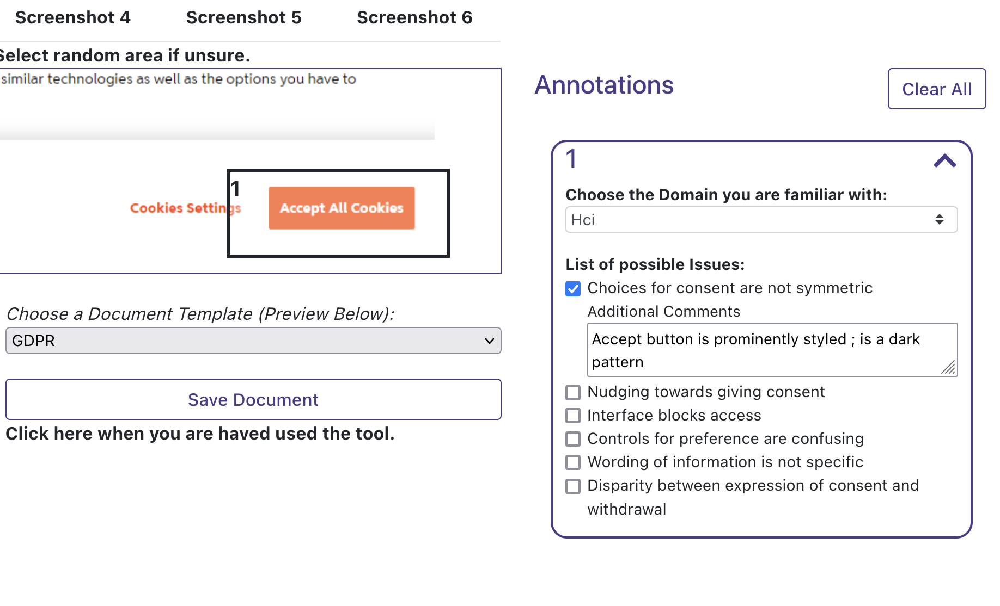 Screenshot 4 Screenshot 5 Screenshot 6
Select random area if unsure.
similar technologies as well as the options you have to
1
Cookies Settings Accept All Cookies
Choose a Document Template (Preview Below):
GDPR
Save Document
Click here when you are haved used the tool.
Annotations
Clear All
1
Choose the Domain you are familiar with:
Hci
List of possible Issues:
Choices for consent are not symmetric
Additional Comments
Accept button is prominently styled ; is a dark
pattern
Nudging towards giving consent
Interface blocks access
Controls for preference are confusing
Wording of information is not specific
Disparity between expression of consent and
withdrawal